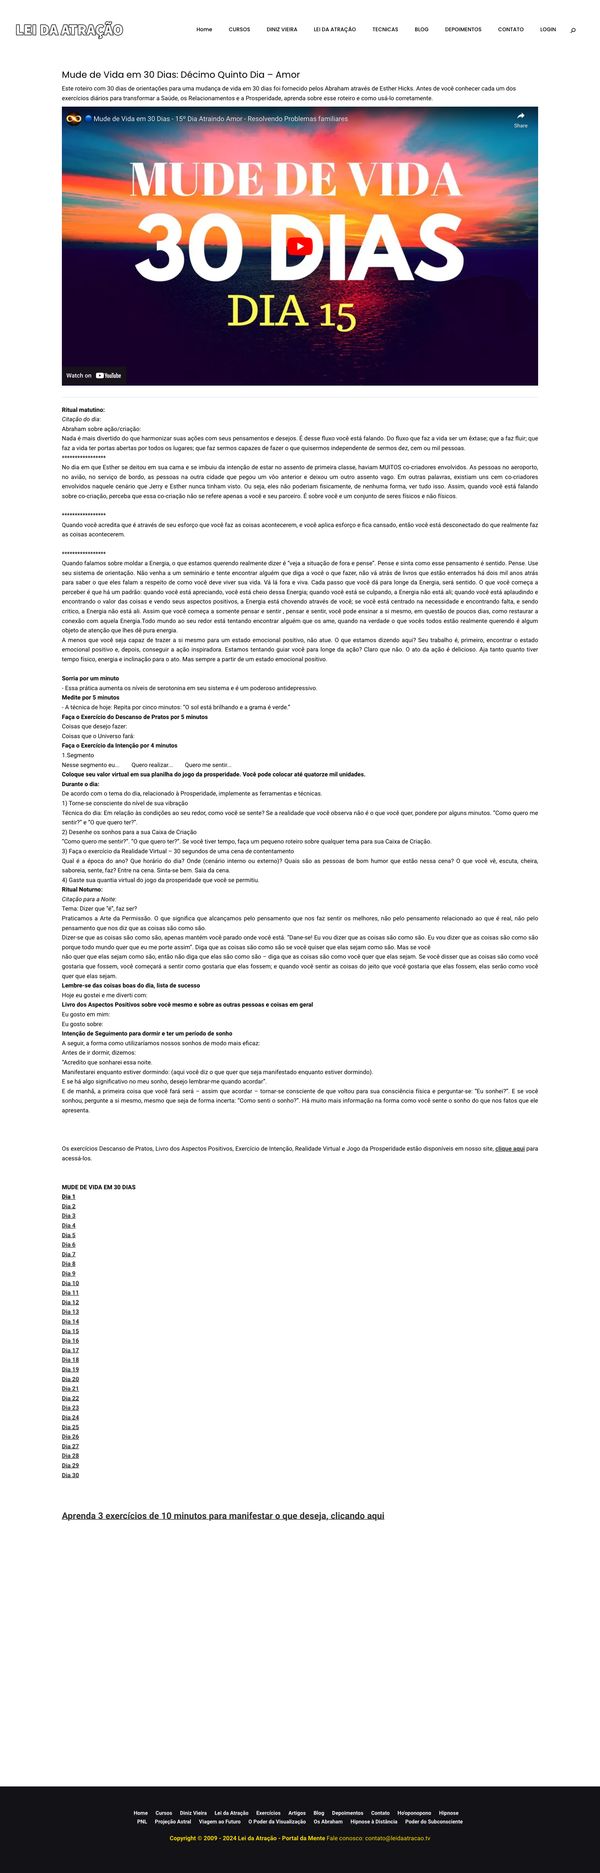 LEI DA ATRAÇÃO
Home CURSOS DINIZ VIEIRA LEI DA ATRAÇÃO TECNICAS BLOG DEPOIMENTOS CONTATO LOGIN
Mude de Vida em 30 Dias: Décimo Quinto Dia – Amor
Este roteiro com 30 dias de orientações para uma mudança de vida em 30 dias foi fornecido pelos Abraham através de Esther Hicks. Antes de você conhecer cada um dos
exercícios diários para transformar a Saúde, os Relacionamentos e a Prosperidade, aprenda sobre esse roteiro e como usá-lo corretamente.
Mude de Vida em 30 Dias - 15º Dia Atraindo Amor - Resolvendo Problemas familiares
Share
MUDE DE VIDA
30 DIAS
DIA 15
Watch on YouTube
Ritual matutino:
Citação do dia:
Abraham sobre ação/criação:
Nada é mais divertido do que harmonizar suas ações com seus pensamentos e desejos. É desse fluxo você está falando. Do fluxo que faz a vida ser um êxtase; que a faz fluir; que
faz a vida ter portas abertas por todos os lugares; que faz sermos capazes de fazer o que quisermos independente de sermos dez, cem ou mil pessoas.
*****************
No dia em que Esther se deitou em sua cama e se imbuiu da intenção de estar no assento de primeira classe, haviam MUITOS co-criadores envolvidos. As pessoas no aeroporto,
no avião, no serviço de bordo, as pessoas na outra cidade que pegou um vôo anterior e deixou um outro assento vago. Em outras palavras, existiam uns cem co-criadores
envolvidos naquele cenário que Jerry e Esther nunca tinham visto. Ou seja, eles não poderiam fisicamente, de nenhuma forma, ver tudo isso. Assim, quando você está falando
sobre co-criação, perceba que essa co-criação não se refere apenas a você e seu parceiro. É sobre você e um conjunto de seres físicos e não físicos.
*****************
Quando você acredita que é através de seu esforço que você faz as coisas acontecerem, e você aplica esforço e fica cansado, então você está desconectado do que realmente faz
as coisas acontecerem.
*****************
Quando falamos sobre moldar a Energia, o que estamos querendo realmente dizer é “veja a situação de fora e pense”. Pense e sinta como esse pensamento é sentido. Pense. Use
seu sistema de orientação. Não venha a um seminário e tente encontrar alguém que diga a você o que fazer, não vá atrás de livros que estão enterrados há dois mil anos atrás
para saber o que eles falam a respeito de como você deve viver sua vida. Vá lá fora e viva. Cada passo que você dá para longe da Energia, será sentido. O que você começa a
perceber é que há um padrão: quando você está apreciando, você está cheio dessa Energia; quando você está se culpando, a Energia não está ali; quando você está aplaudindo e
encontrando o valor das coisas e vendo seus aspectos positivos, a Energia está chovendo através de você; se você está centrado na necessidade e encontrando falta, e sendo
crítico, a Energia não está ali. Assim que você começa a somente pensar e sentir , pensar e sentir, você pode ensinar a si mesmo, em questão de poucos dias, como restaurar a
conexão com aquela Energia.Todo mundo ao seu redor está tentando encontrar alguém que os ame, quando na verdade o que vocês todos estão realmente querendo é algum
objeto de atenção que lhes dê pura energia.
A menos que você seja capaz de trazer a si mesmo para um estado emocional positivo, não atue. O que estamos dizendo aqui? Seu trabalho é, primeiro, encontrar o estado
emocional positivo e, depois, conseguir a ação inspiradora. Estamos tentando guiar você para longe da ação? Claro que não. O ato da ação é delicioso. Aja tanto quanto tiver
tempo físico, energia e inclinação para o ato. Mas sempre a partir de um estado emocional positivo.
Sorria por um minuto
- Essa prática aumenta os níveis de serotonina em seu sistema e é um poderoso antidepressivo.
Medite por 5 minutos
- A técnica de hoje: Repita por cinco minutos: “O sol está brilhando e a grama é verde.”
Faça o Exercício do Descanso de Pratos por 5 minutos
Coisas que desejo fazer:
Coisas que o Universo fará:
Faça o Exercício da Intenção por 4 minutos
1.Segmento
Nesse segmento eu... Quero realizar... Quero me sentir...
Coloque seu valor virtual em sua planilha do jogo da prosperidade. Você pode colocar até quatorze mil unidades.
Durante o dia:
De acordo com o tema do dia, relacionado à Prosperidade, implemente as ferramentas e técnicas.
1) Torne-se consciente do nível de sua vibração
Técnica do dia: Em relação às condições ao seu redor, como você se sente? Se a realidade que você observa não é o que você quer, pondere por alguns minutos. “Como quero me
sentir?” e “O que quero ter?”.
2) Desenhe os sonhos para a sua Caixa de Criação
“Como quero me sentir?”. “O que quero ter?”. Se você tiver tempo, faça um pequeno roteiro sobre qualquer tema para sua Caixa de Criação.
3) Faça o exercício da Realidade Virtual – 30 segundos de uma cena de contentamento
Qual é a época do ano? Que horário do dia? Onde (cenário interno ou externo)? Quais são as pessoas de bom humor que estão nessa cena? O que você vê, escuta, cheira,
saboreia, sente, faz? Entre na cena. Sinta-se bem. Saia da cena.
4) Gaste sua quantia virtual do jogo da prosperidade que você se permitiu.
Ritual Noturno:
Citação para a Noite:
Tema: Dizer que “é”, faz ser?
Praticamos a Arte da Permissão. O que significa que alcançamos pelo pensamento que nos faz sentir os melhores, não pelo pensamento relacionado ao que é real, não pelo
pensamento que nos diz que as coisas são como são.
Dizer-se que as coisas são como são, apenas mantém você parado onde você está. “Dane-se! Eu vou dizer que as coisas são como são. Eu vou dizer que as coisas são como são
porque todo mundo quer que eu me porte assim”. Diga que as coisas são como são se você quiser que elas sejam como são. Mas se você
não quer que elas sejam como são, então não diga que elas são como são – diga que as coisas são como você quer que elas sejam. Se você disser que as coisas são como você
gostaria que fossem, você começará a sentir como gostaria que elas fossem; e quando você sentir as coisas do jeito que você gostaria que elas fossem, elas serão como você
quer que elas sejam.
Lembre-se das coisas boas do dia, lista de sucesso
Hoje eu gostei e me diverti com:
Livro dos Aspectos Positivos sobre você mesmo e sobre as outras pessoas e coisas em geral
Eu gosto em mim:
Eu gosto sobre:
Intenção de Seguimento para dormir e ter um período de sonho
A seguir, a forma como utilizaríamos nossos sonhos de modo mais eficaz:
Antes de ir dormir, dizemos:
“Acredito que sonharei essa noite.
Manifestarei enquanto estiver dormindo: (aqui você diz o que quer que seja manifestado enquanto estiver dormindo).
E se há algo significativo no meu sonho, desejo lembrar-me quando acordar”.
E de manhã, a primeira coisa que você fará será – assim que acordar – tornar-se consciente de que voltou para sua consciência física e perguntar-se: “Eu sonhei?”. E se você
sonhou, pergunte a si mesmo, mesmo que seja de forma incerta: “Como senti o sonho?”. Há muito mais informação na forma como você sente o sonho do que nos fatos que ele
apresenta.
Os exercícios Descanso de Pratos, Livro dos Aspectos Positivos, Exercício de Intenção, Realidade Virtual e Jogo da Prosperidade estão disponíveis em nosso site, clique aqui para
acessá-los.
MUDE DE VIDA EM 30 DIAS
Dia 1
Dia 2
Dia 3
Dia 4
Dia 5
Dia 6
Dia 7
Dia 8
Dia 9
Dia 10
Dia 11
Dia 12
Dia 13
Dia 14
Dia 15
Dia 16
Dia 17
Dia 18
Dia 19
Dia 20
Dia 21
Dia 22
Dia 23
Dia 24
Dia 25
Dia 26
Dia 27
Dia 28
Dia 29
Dia 30
Aprenda 3 exercícios de 10 minutos para manifestar o que deseja, clicando aqui
Home Cursos Diniz Vieira Lei da Atração Exercícios Artigos Blog Depoimentos Contato Ho'oponopono Hipnose
PNL Projeção Astral Viagem ao Futuro O Poder da Visualização Os Abraham Hipnose à Distância Poder do Subconsciente
Copyright © 2009 - 2024 Lei da Atração - Portal da Mente Fale conosco: contato@leidaatracao.tv